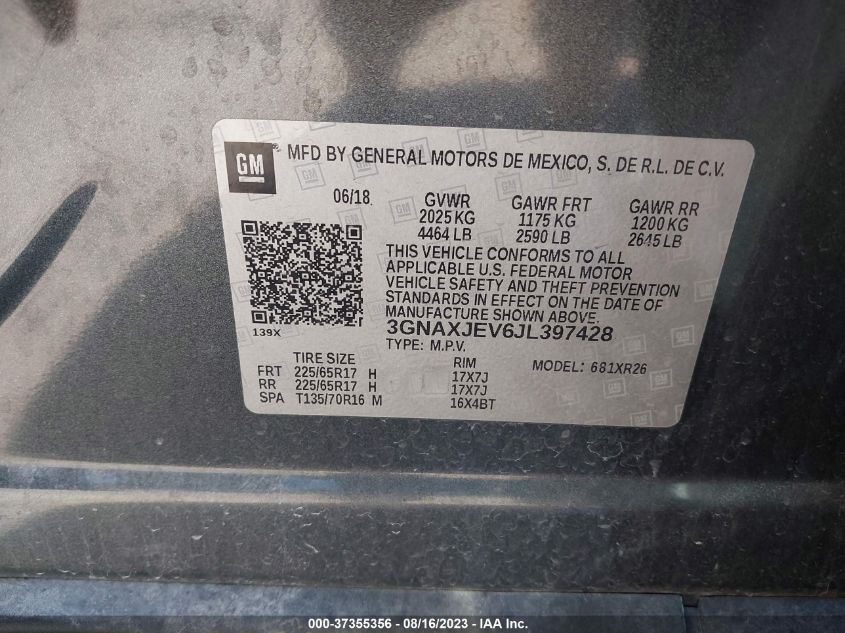 GM ® MFD BY GENERAL MOTORS DE MEXICO, S. DE R.L. DE C.V.
06/18 GVWR GAWR FRT GAWR RR
2025 KG 1175 KG 1200 KG
4464 LB 2590 LB 2645 LB
THIS VEHICLE CONFORMS TO ALL
APPLICABLE U.S. FEDERAL MOTOR
VEHICLE SAFETY AND THEFT PREVENTION
STANDARDS IN EFFECT ON THE DATE OF
MANUFACTURE SHOWN ABOVE.
139X 3GNAXJEV6JL397428
TYPE: M.P.V.
TIRE SIZE RIM MODEL: 681XR26
FRT 225/65R17 H 17X7J
RR 225/65R17 H 17X7J
SPA T135/70R16 M 16X4BT
000-37355356 - 08/16/2023 - Copyright © 2023 IAA, Inc.